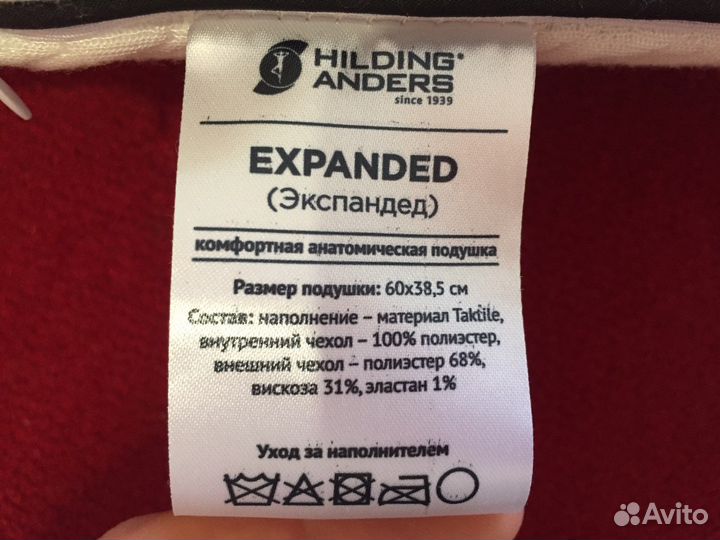 HILDING®
ANDERS
since 1939
EXPANDED
(Экспандед)
комфортная анатомическая подушка
Размер подушки: 60x38,5 см
Состав: наполнение – материал Taktile,
внутренний чехол – 100% полиэстер,
внешний чехол – полиэстер 68%,
вискоза 31%, эластан 1%
Уход за наполнителем
Avito